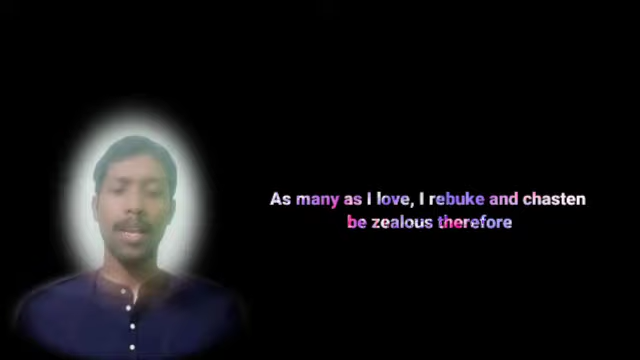 As many as I love, I rebuke and chasten
be zealous therefore